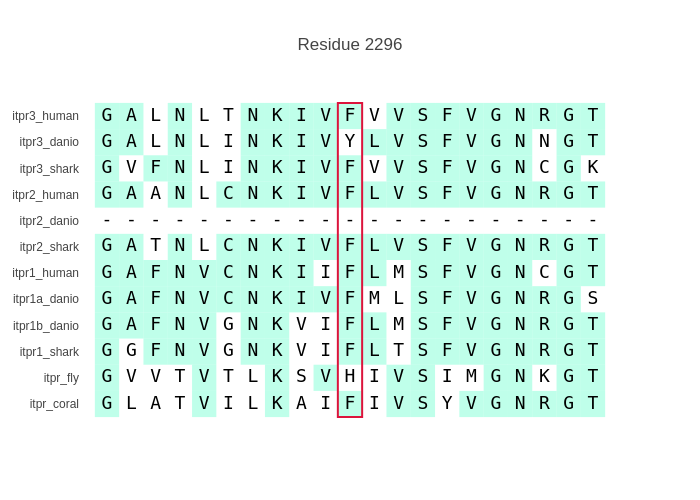 Residue 2296
itpr3_human G A L N L T N K I V F V V S F V G N R G T
itpr3_danio G A L N L I N K I V Y L V S F V G N N G T
itpr3_shark G V F N L I N K I V F V V S F V G N C G K
itpr2_human G A A N L C N K I V F L V S F V G N R G T
itpr2_danio - - - - - - - - - - - - - - - - - - - - -
itpr2_shark G A T N L C N K I V F L V S F V G N R G T
itpr1_human G A F N V C N K I I F L M S F V G N C G T
itpr1a_danio G A F N V C N K I V F M L S F V G N R G S
itpr1b_danio G A F N V G N K V I F L M S F V G N R G T
itpr1_shark G G F N V G N K V I F L T S F V G N R G T
itpr_fly G V V T V T L K S V H I V S I M G N K G T
itpr_coral G L A T V I L K A I F I V S Y V G N R G T